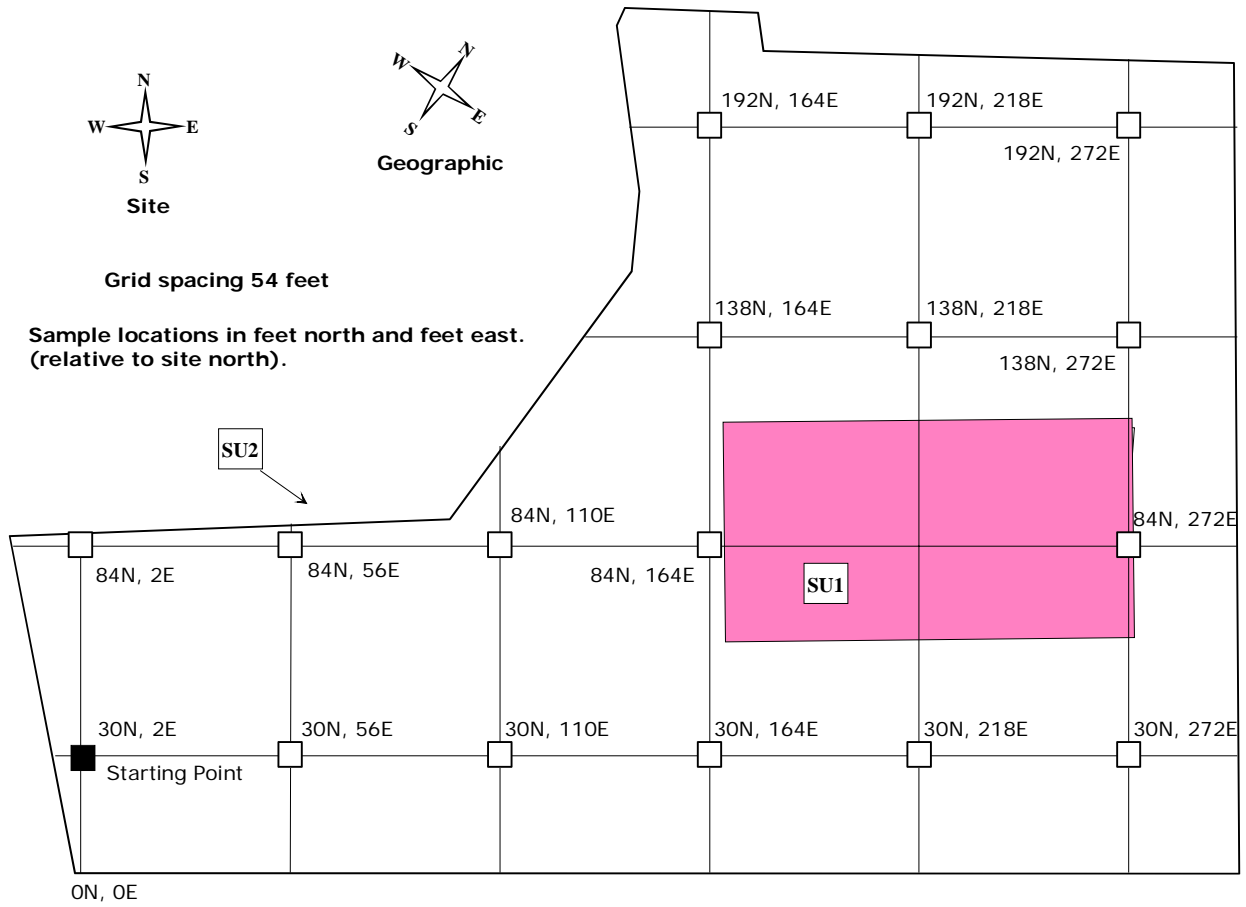 N
W E
S
Site
N
W
E
S
Geographic
Grid spacing 54 feet
Sample locations in feet north and feet east.
(relative to site north).
192N, 164E
192N, 218E
192N, 272E
138N, 164E
138N, 218E
138N, 272E
SU2
84N, 2E
84N, 56E
84N, 110E
84N, 164E
84N, 272E
SU1
30N, 2E
30N, 56E
30N, 110E
30N, 164E
30N, 218E
30N, 272E
Starting Point
0N, 0E